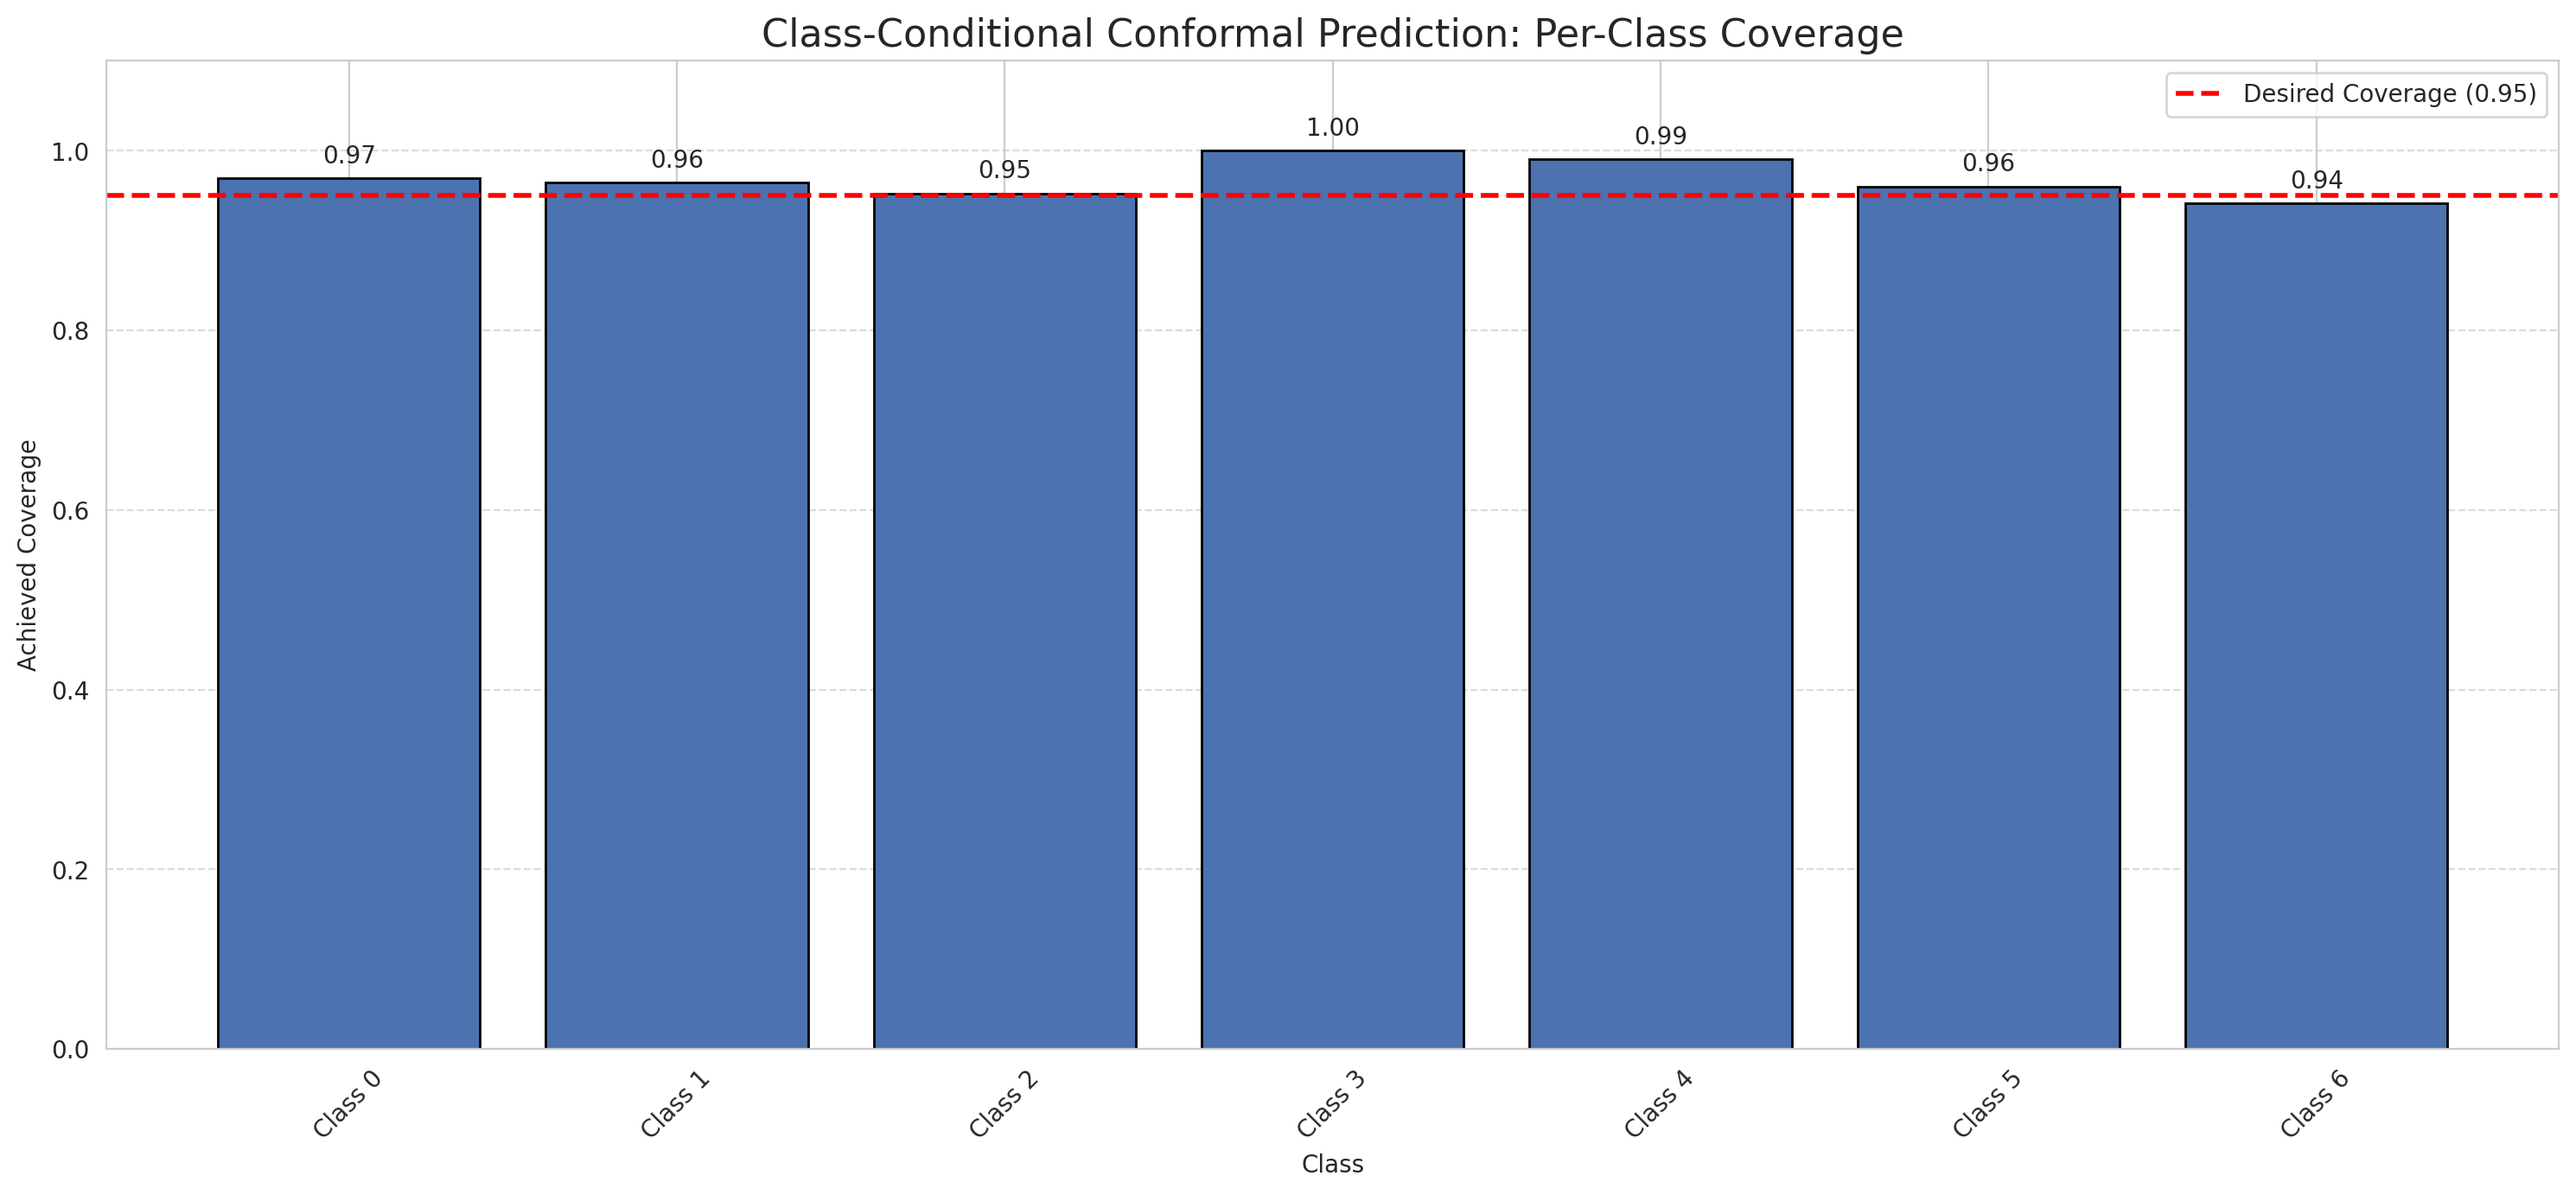 Class-Conditional Conformal Prediction: Per-Class Coverage
Desired Coverage (0.95)
Achieved Coverage
1.0
0.8
0.6
0.4
0.2
0.0
0.97
0.96
0.95
1.00
0.99
0.96
0.94
Class 0
Class 1
Class 2
Class 3
Class 4
Class 5
Class 6
Class